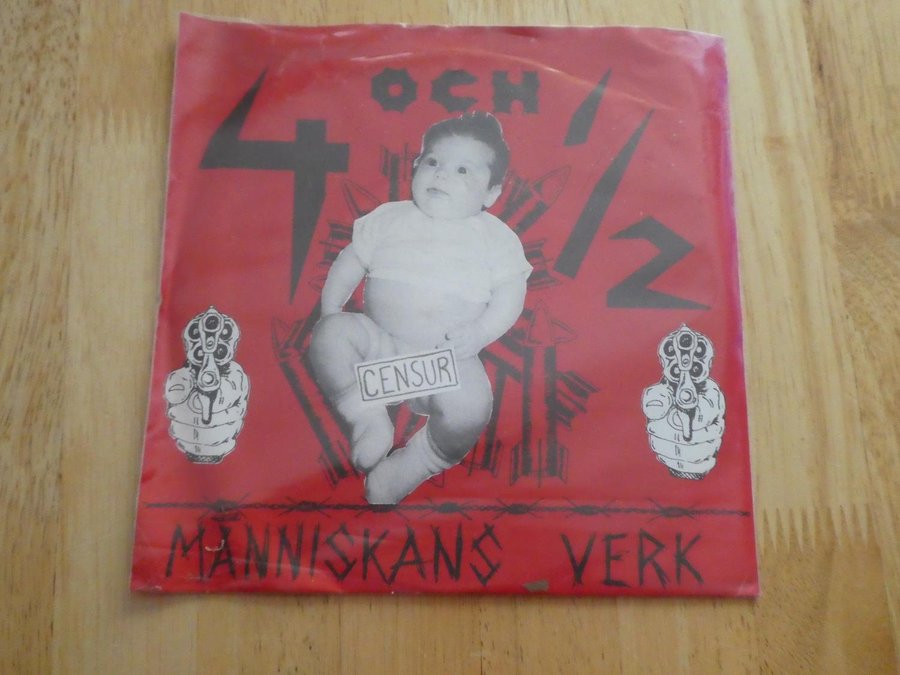 4 OCH 1/2
CENSUR
MÄNNISKANS VERK